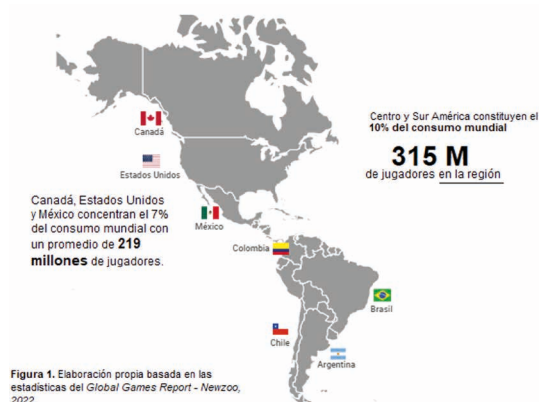 Canadá
Estados Unidos
Canadá, Estados Unidos
y México concentran el 7%
del consumo mundial con
un promedio de 219
millones de jugadores.
México
Centro y Sur América constituyen el
10% del consumo mundial
315 M
de jugadores en la región
Colombia
Brasil
Chile
Argentina
Figura 1. Elaboración propia basada en las
estadísticas del Global Games Report - Newzoo,
2022